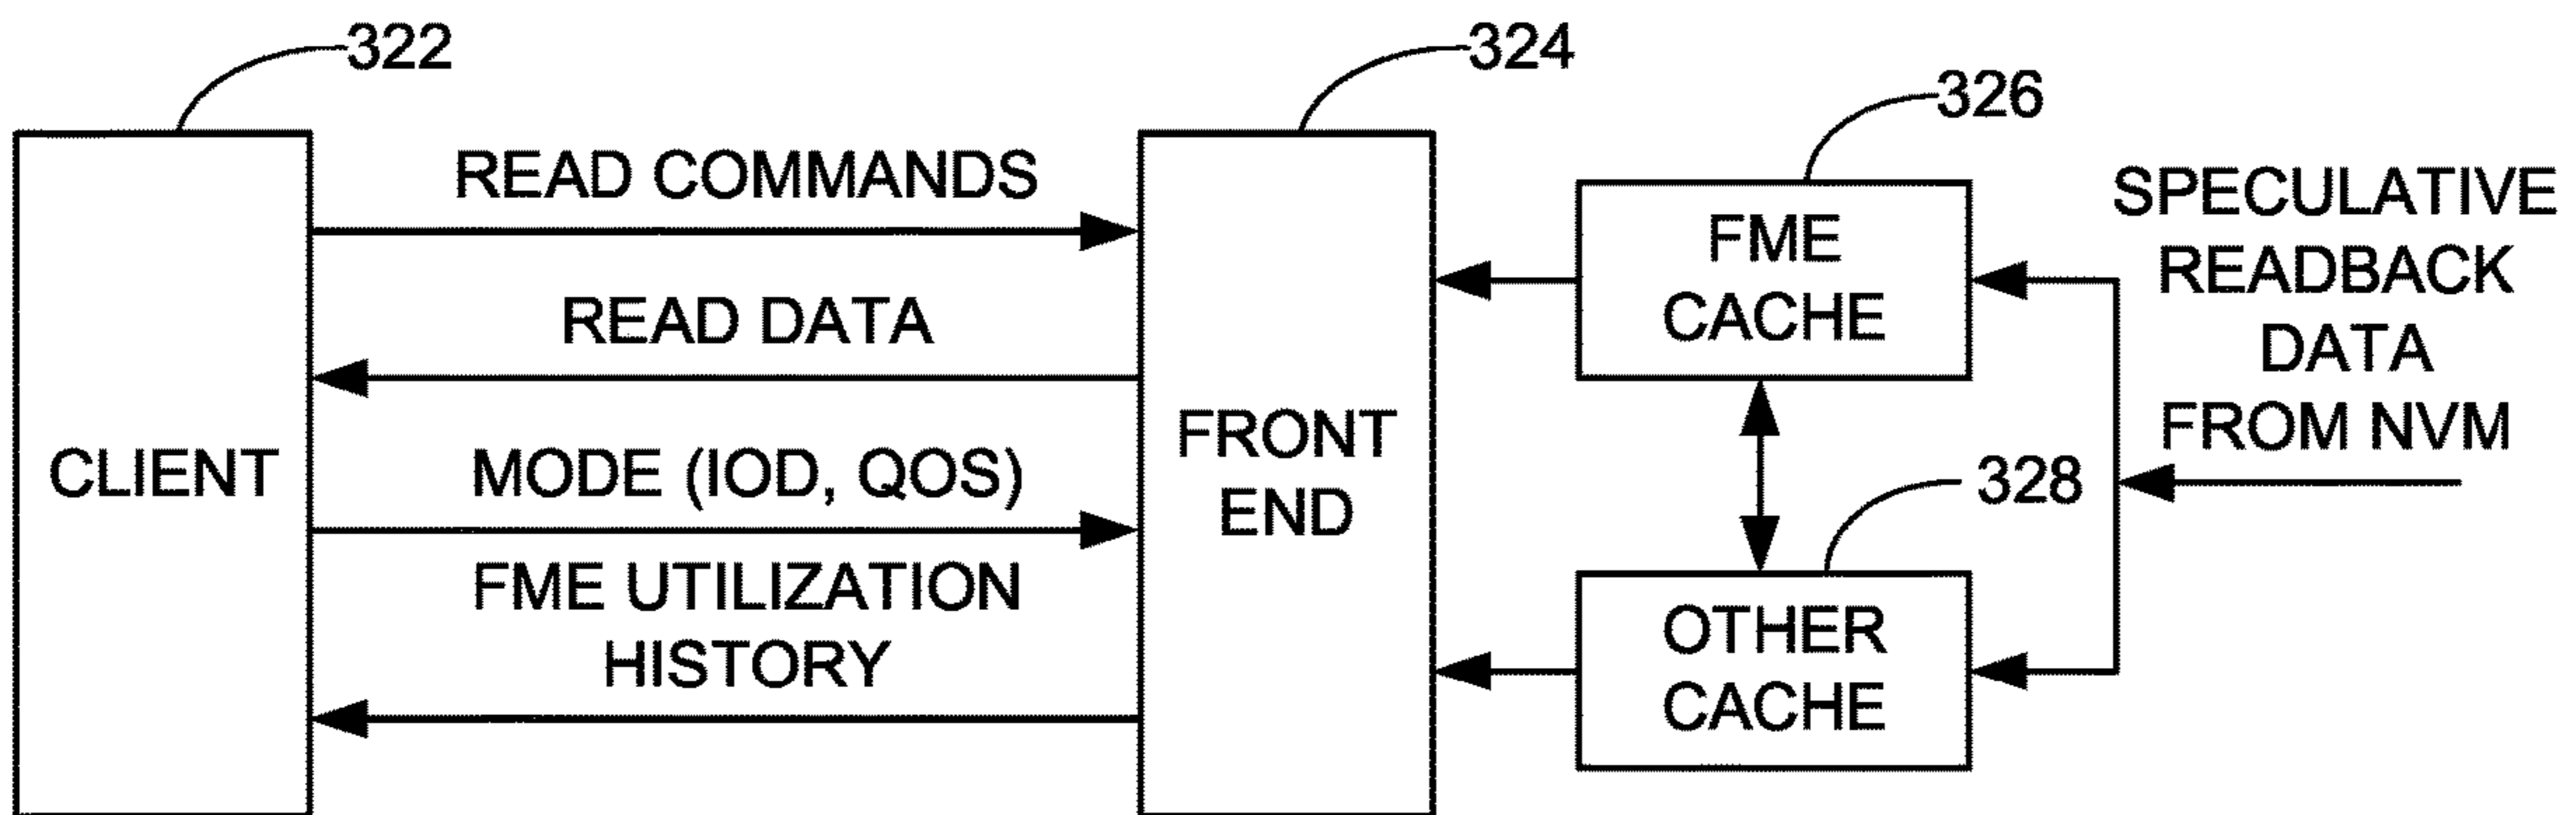 322
324
326
328
CLIENT
READ COMMANDS
READ DATA
MODE (IOD, QOS)
FME UTILIZATION
HISTORY
FRONT
END
FME
CACHE
OTHER
CACHE
SPECULATIVE
READBACK
DATA
FROM NVM